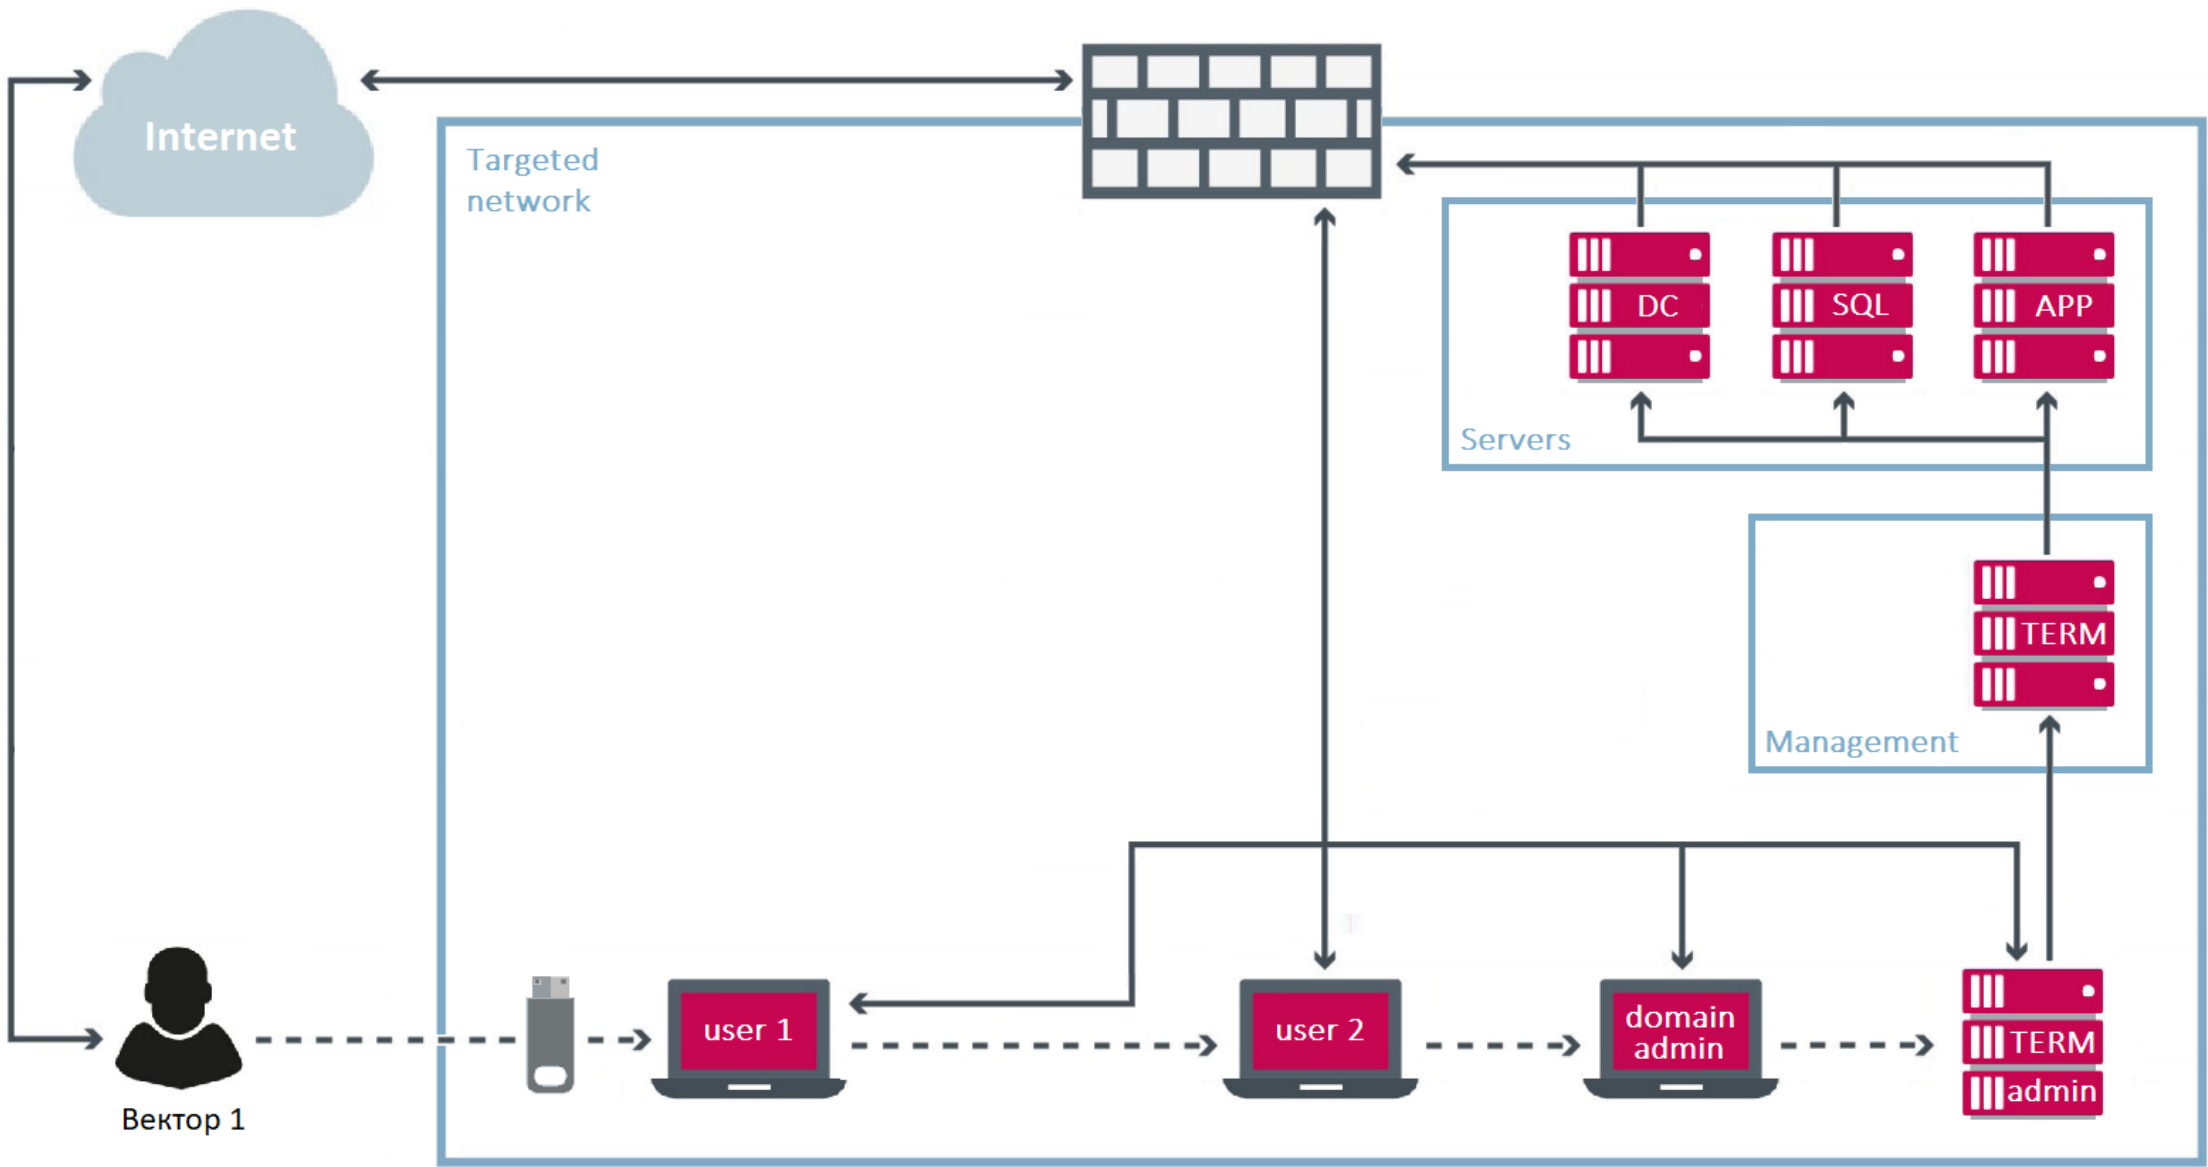 Internet
Targeted
network
DC
SQL
APP
Servers
TERM
Management
user 1
user 2
domain
admin
TERM
admin
Вектор 1